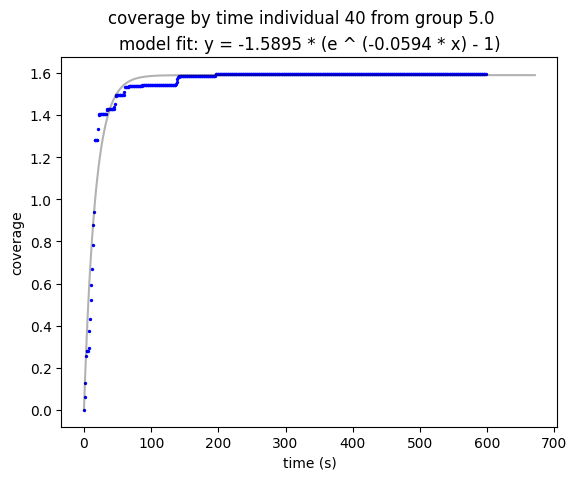 coverage by time individual 40 from group 5.0
model fit: y = -1.5895 * (e ^ (-0.0594 * x) - 1)
1.6
1.4
1.2
1.0
0.8
0.6
0.4
0.2
0.0
coverage
0 100 200 300 400 500 600 700
time (s)